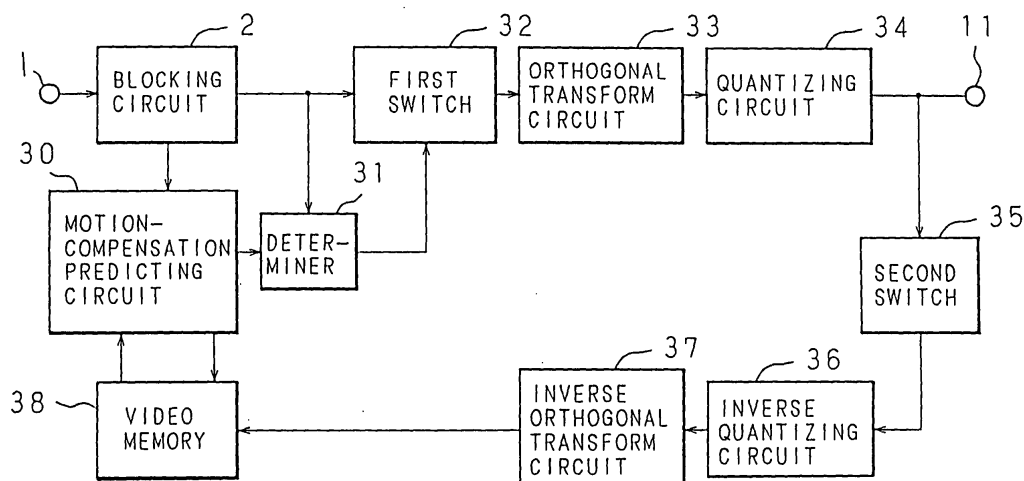 2
32
33
34
11
1
BLOCKING
CIRCUIT
FIRST
SWITCH
ORTHOGONAL
TRANSFORM
CIRCUIT
QUANTIZING
CIRCUIT
30
31
35
MOTION-
COMPENSATION
PREDICTING
CIRCUIT
DETER-
MINER
SECOND
SWITCH
37
36
38
VIDEO
MEMORY
INVERSE
ORTHOGONAL
TRANSFORM
CIRCUIT
INVERSE
QUANTIZING
CIRCUIT